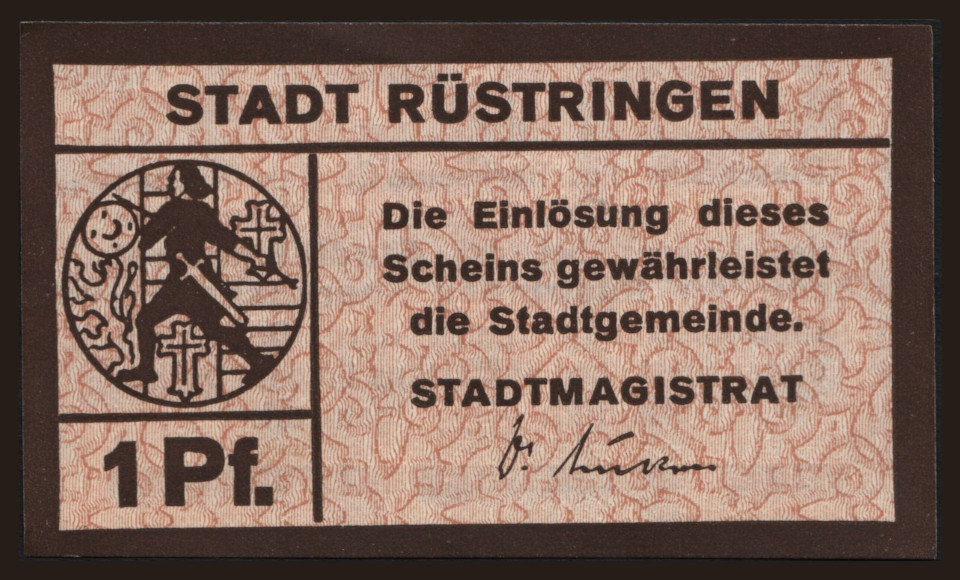 STADT RÜSTRINGEN
Die Einlösung dieses
Scheins gewährleistet
die Stadtgemeinde.
STADTMAGISTRAT
1 Pf.